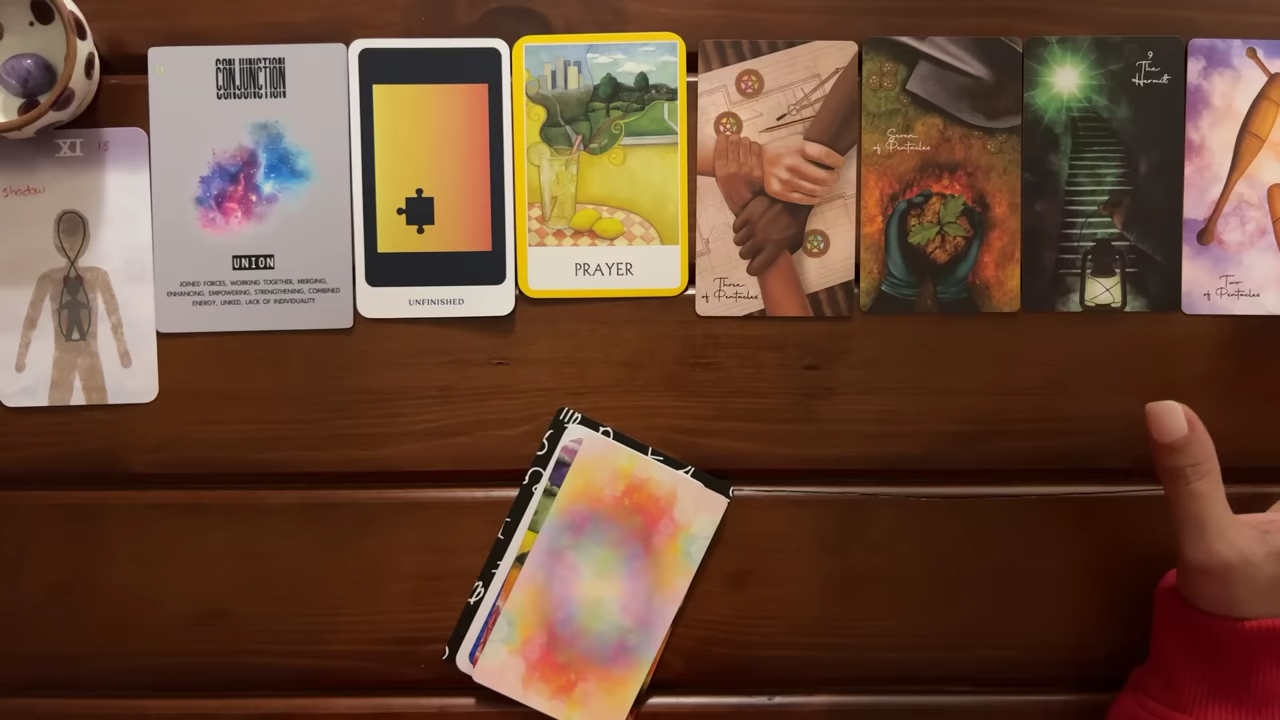 XI 15
shadow
CONJUNCTION
UNION
JOINED FORCES, WORKING TOGETHER, MERGING,
ENHANCING, EMPOWERING, STRENGTHENING, COMBINED
ENERGY, LINKED, LACK OF INDIVIDUALITY
UNFINISHED
PRAYER
Three
of Pentacles
Seven
of Pentacles
9
The
Hermit
Two
of Pentacles